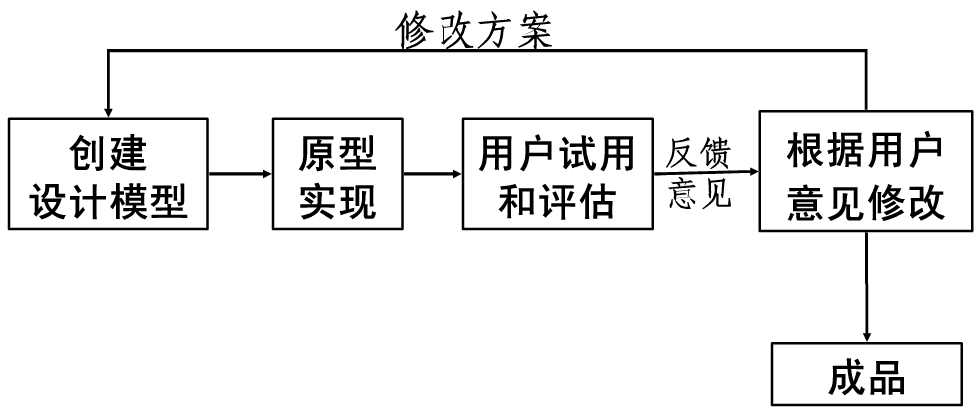 修改方案
创建
设计模型
原型
实现
用户试用
和评估
反馈
意见
根据用户
意见修改
成品